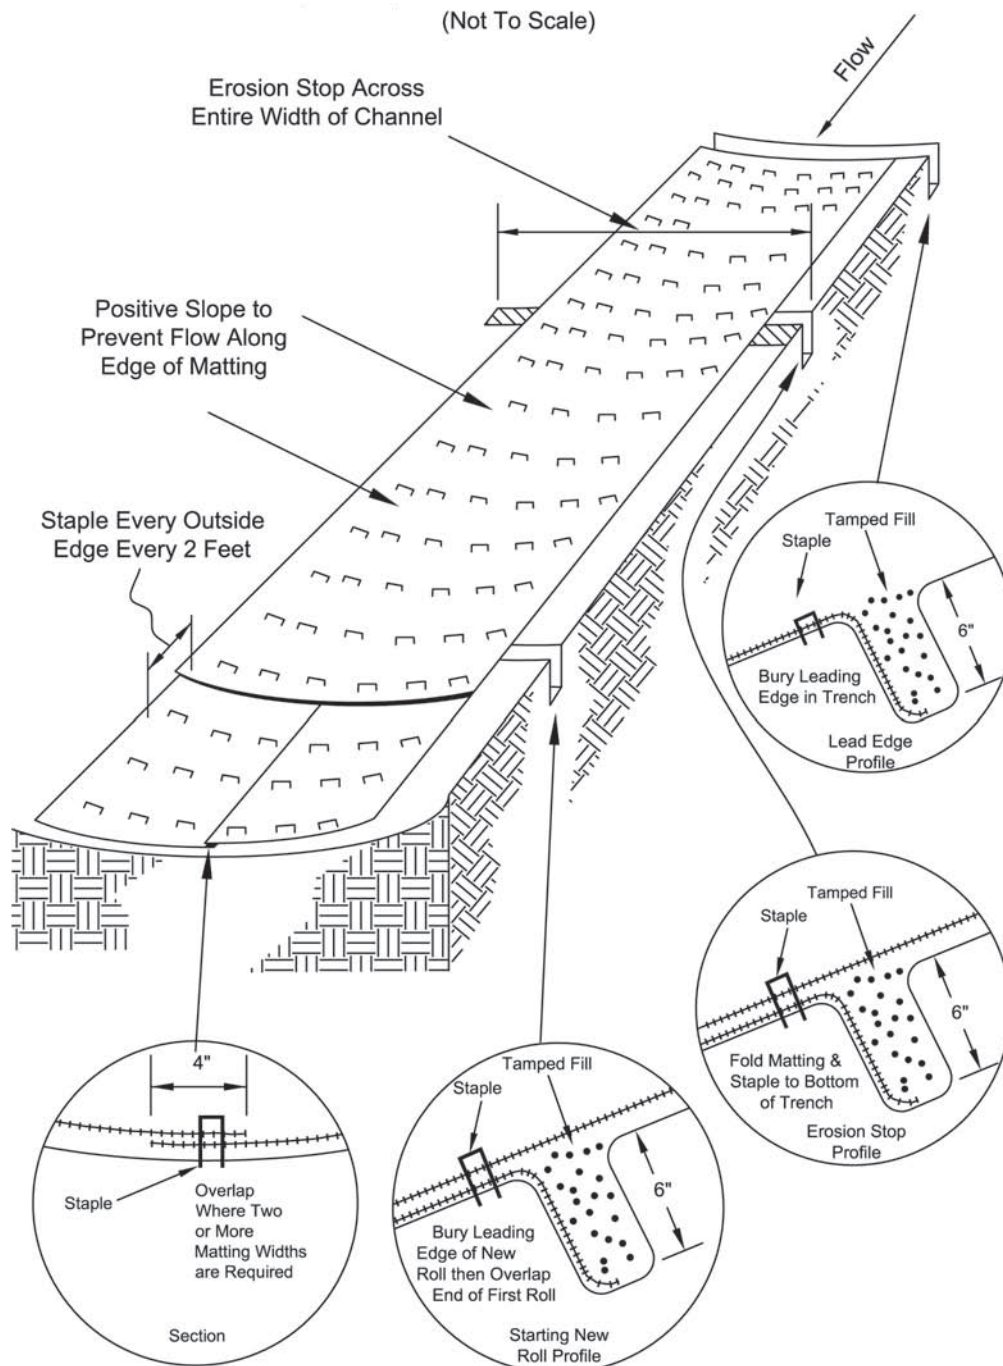 (Not To Scale)
Flow
Erosion Stop Across
Entire Width of Channel
Positive Slope to
Prevent Flow Along
Edge of Matting
Staple Every Outside
Edge Every 2 Feet
Tamped Fill
Staple
6"
Bury Leading
Edge in Trench
Lead Edge
Profile
Tamped Fill
Staple
6"
Fold Matting &
Staple to Bottom
of Trench
Erosion Stop
Profile
4"
Staple
Overlap
Where Two
or More
Matting Widths
are Required
Section
Tamped Fill
Staple
6"
Bury Leading
Edge of New
Roll then Overlap
End of First Roll
Starting New
Roll Profile